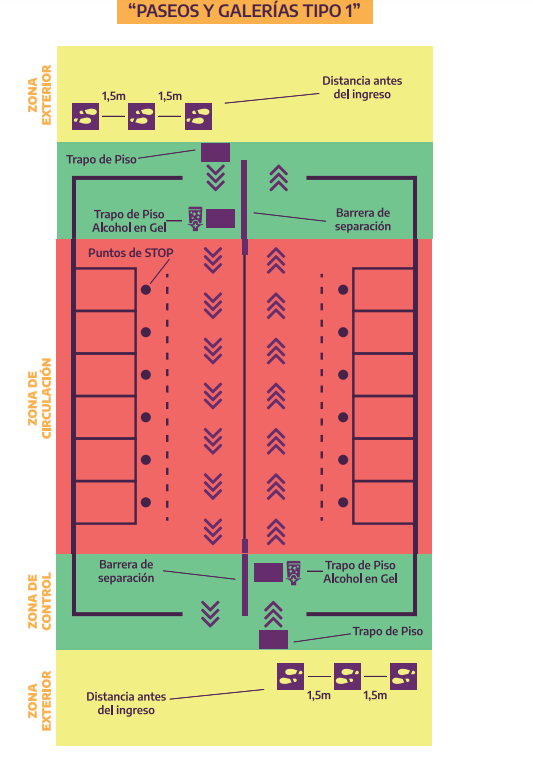 “PASEOS Y GALERÍAS TIPO 1”
ZONA
EXTERIOR
1,5m
1,5m
Distancia antes
del ingreso
Trapo de Piso
Trapo de Piso
Alcohol en Gel
Barrera de
separación
Puntos de STOP
ZONA DE
CIRCULACIÓN
Barrera de
separación
Trapo de Piso
Alcohol en Gel
ZONA DE
CONTROL
Trapo de Piso
ZONA
EXTERIOR
Distancia antes
del ingreso
1,5m
1,5m